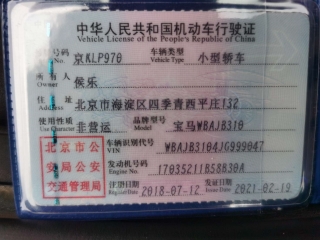 中华人民共和国机动车行驶证
Vehicle License of the People's Republic of China
号牌号码 京KLP970 车辆类型 Vehicle Type 小型轿车
所有人 侯乐
住址 北京市海淀区四季青西平庄132
使用性质 Use Character 非营运 品牌型号 Model 宝马WBAJB310
北京市公安局公安交通管理局
车辆识别代号 VIN WBAJB3104JG999047
发动机号码 Engine No. 17035211B58B30A
注册日期 Register Date 2018-07-12 发证日期 Issue Date 2021-02-19